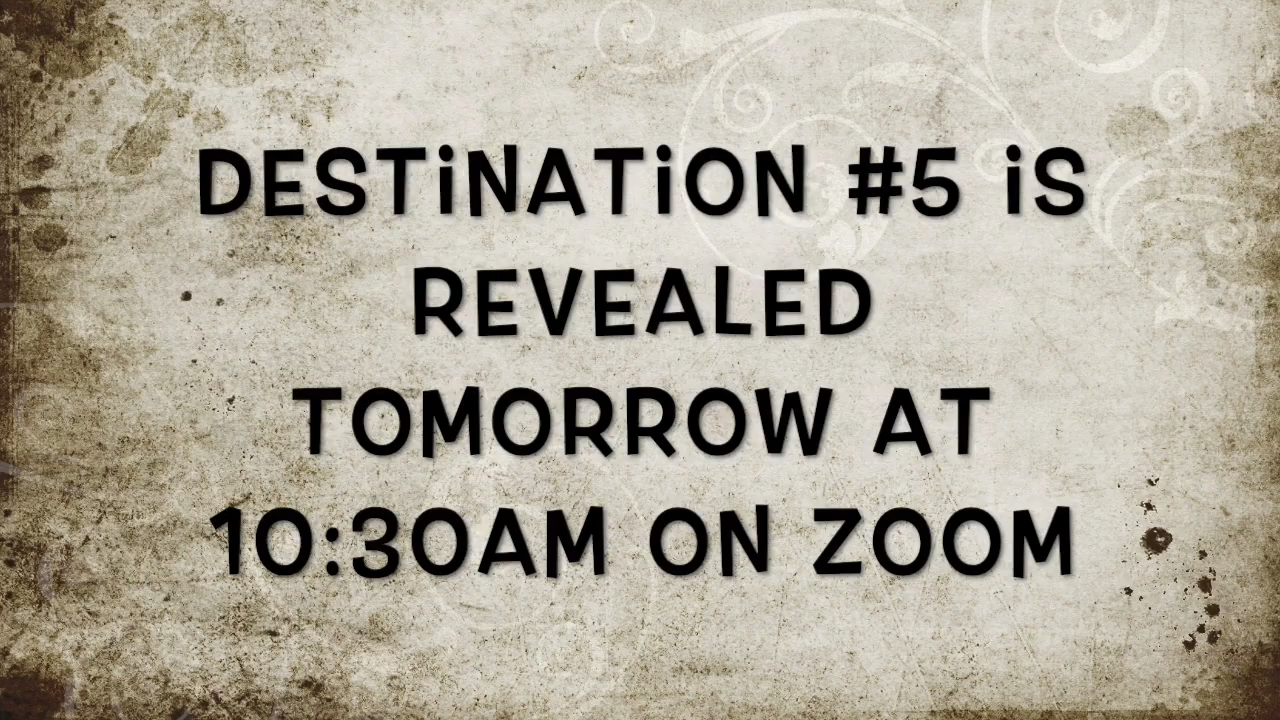 DESTiNATiON #5 iS
REVEALED
TOMORROW AT
10:30AM ON ZOOM